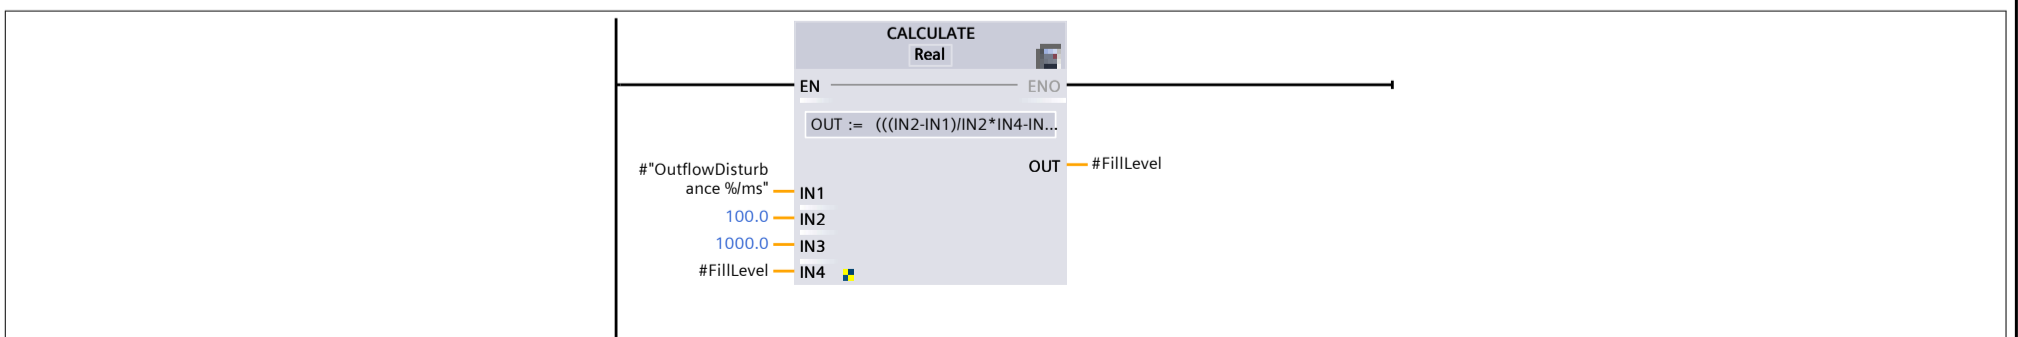 CALCULATE
Real
EN
ENO
OUT := (((IN2-IN1)/IN2*IN4-IN...
OUT
#FillLevel
#"OutflowDisturb
ance %/ms"
IN1
100.0
IN2
1000.0
IN3
#FillLevel
IN4